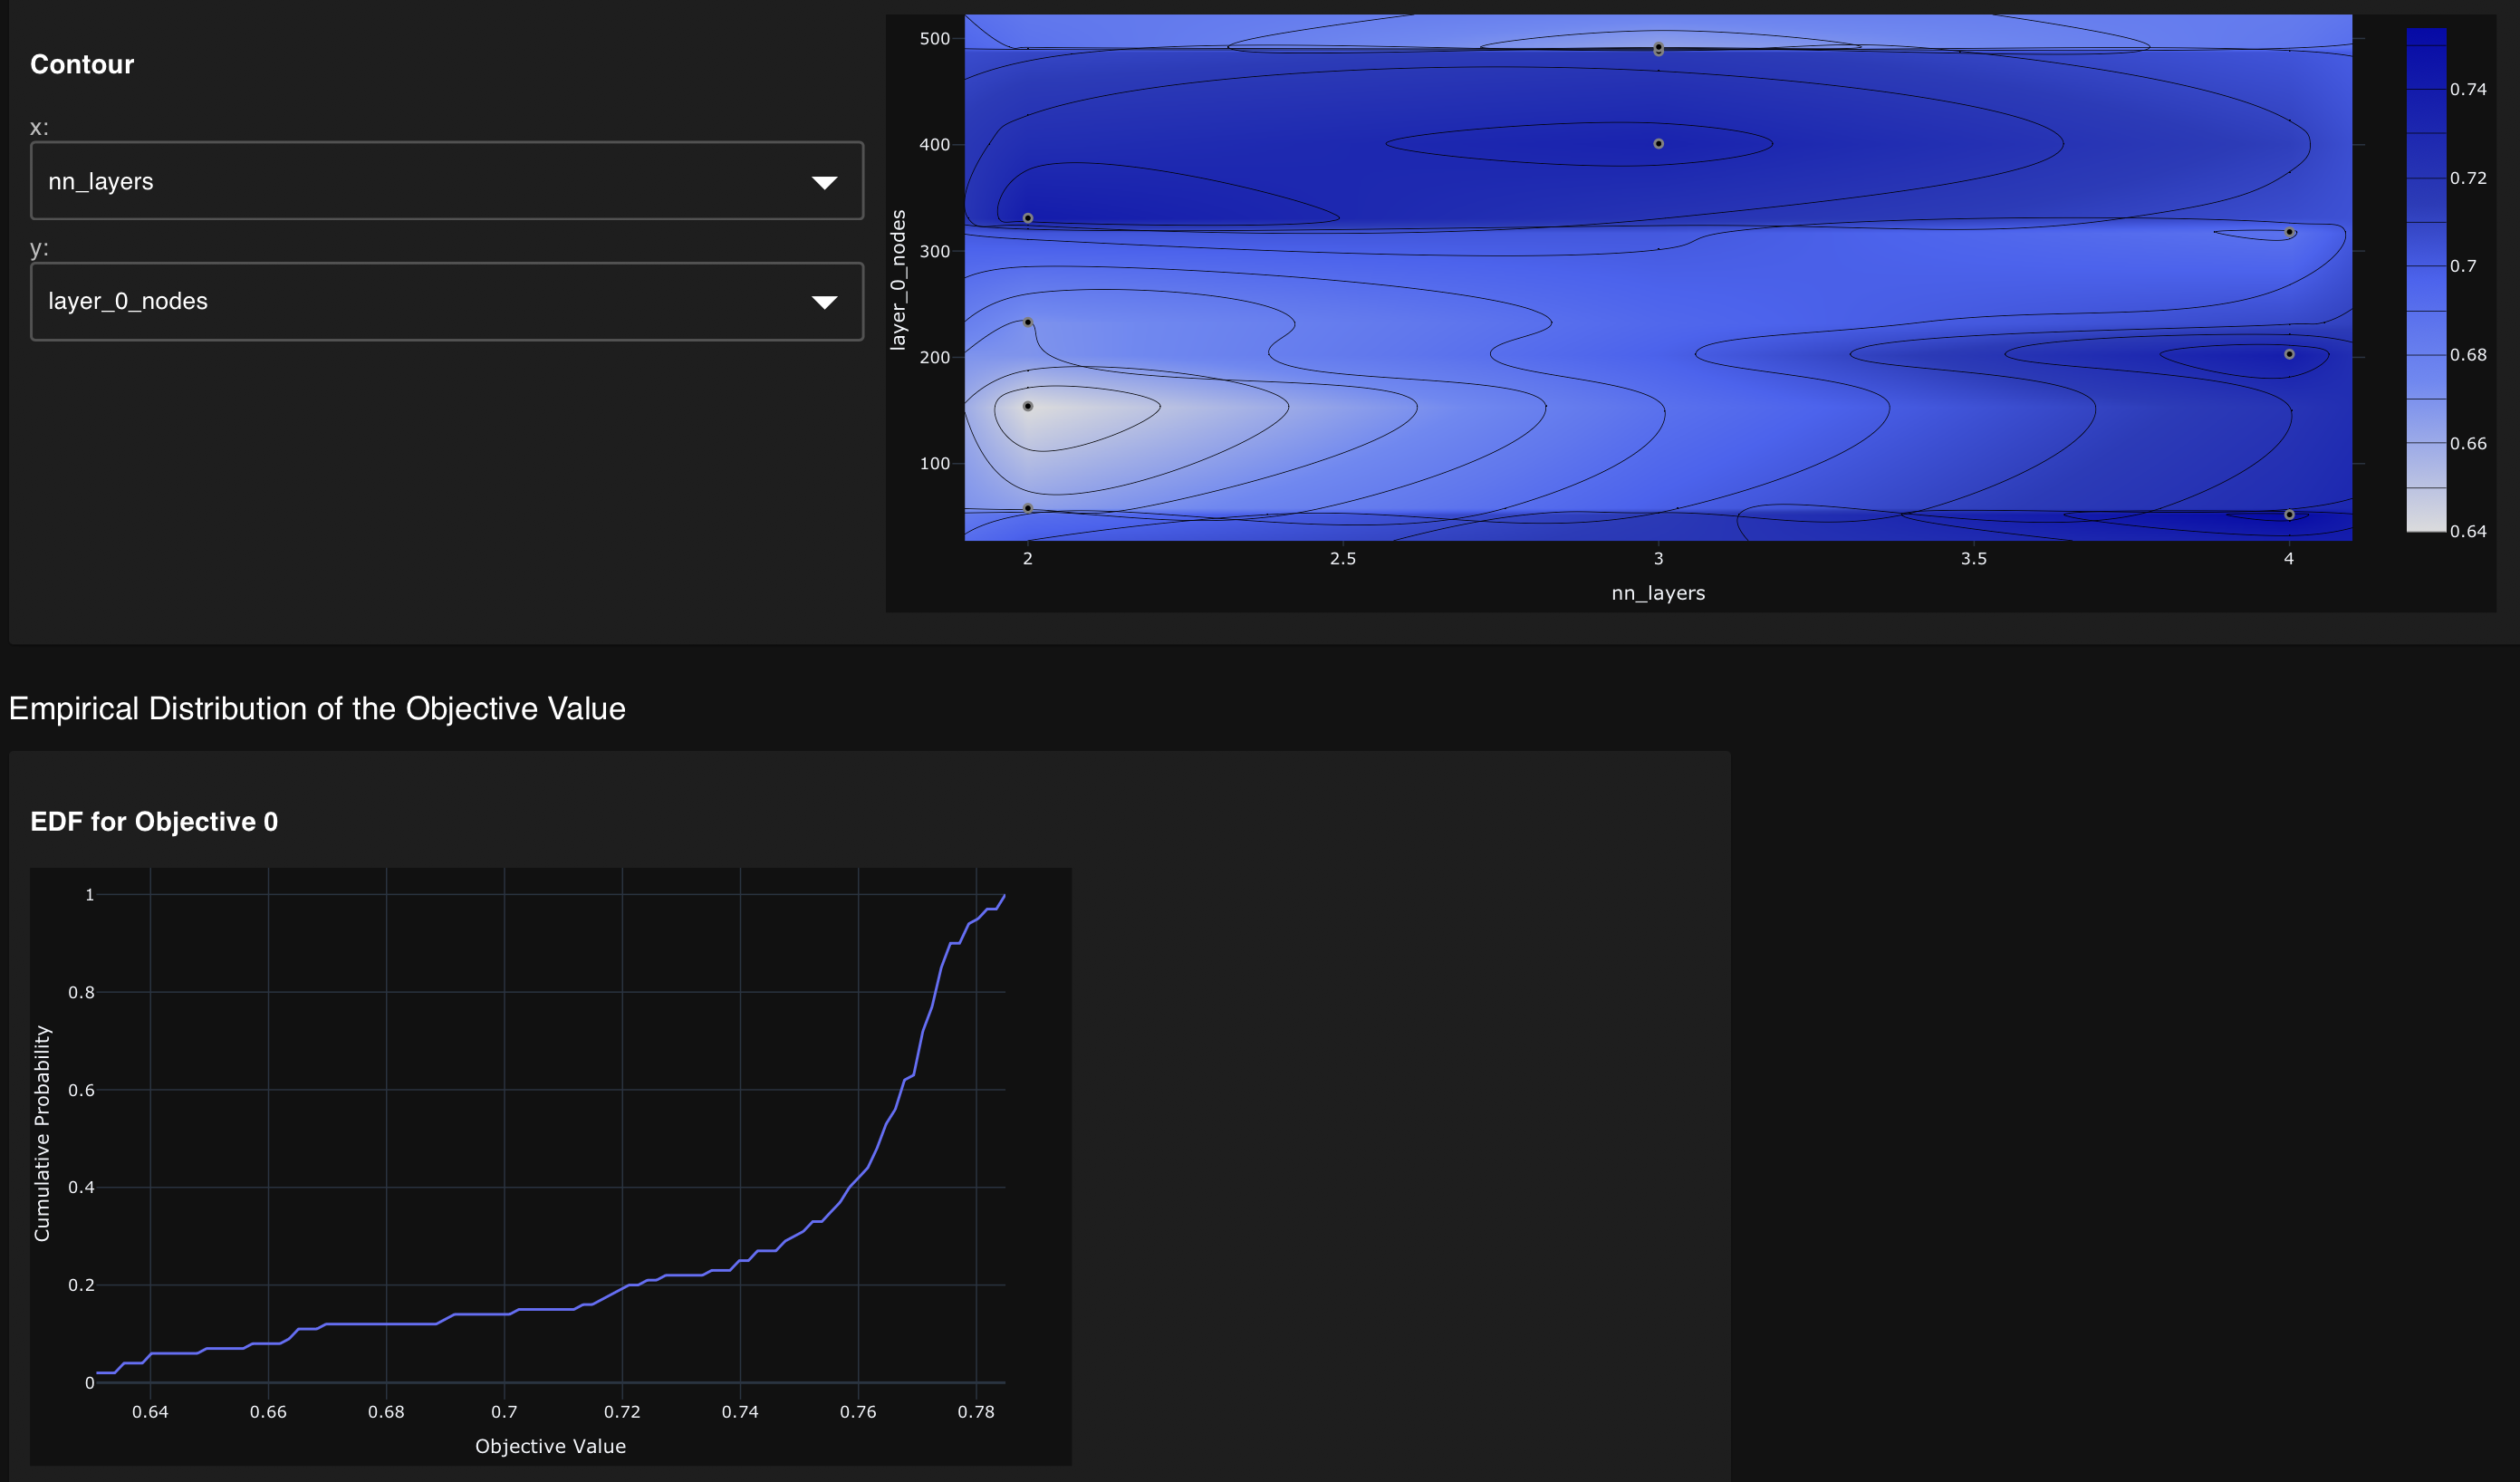 Contour
x:
nn_layers
y:
layer_0_nodes
layer_0_nodes
500
400
300
200
100
2
2.5
3
3.5
4
nn_layers
0.74
0.72
0.7
0.68
0.66
0.64
Empirical Distribution of the Objective Value
EDF for Objective 0
Cumulative Probability
1
0.8
0.6
0.4
0.2
0
0.64
0.66
0.68
0.7
0.72
0.74
0.76
0.78
Objective Value